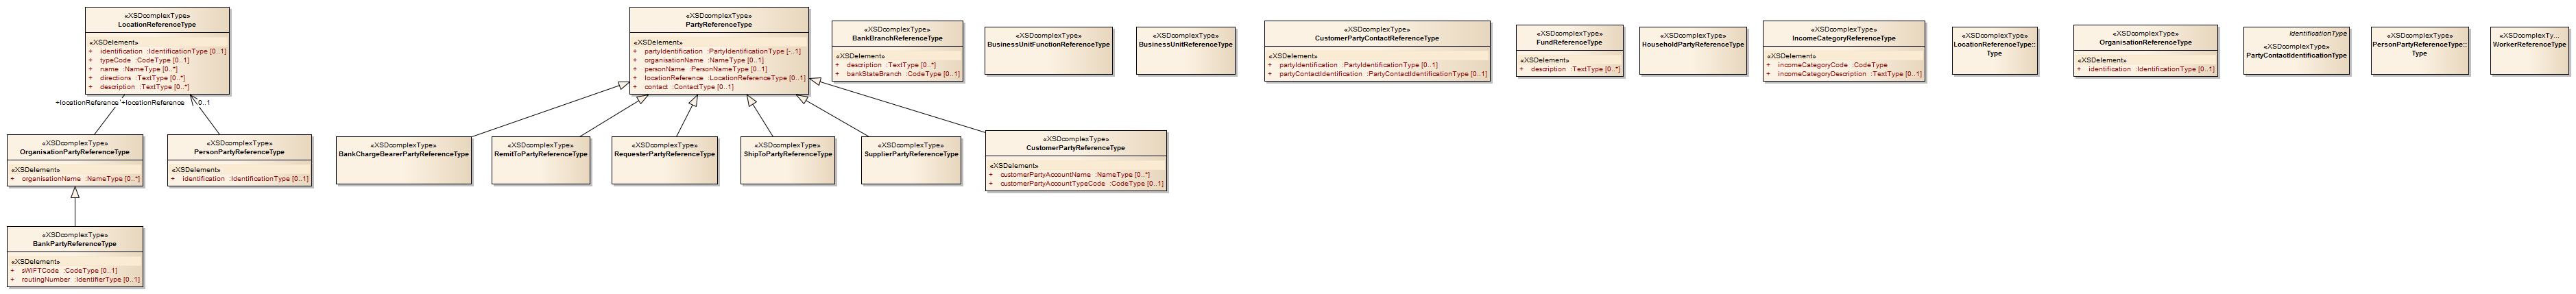 «XSDcomplexType»
LocationReferenceType
«XSDelement»
+ identification :IdentificationType [0..1]
+ typeCode :CodeType [0..1]
+ name :NameType [0..*]
+ directions :TextType [0..*]
+ description :TextType [0..*]
+locationReference
+locationReference
0..1
«XSDcomplexType»
OrganisationPartyReferenceType
«XSDelement»
+ organisationName :NameType [0..*]
«XSDcomplexType»
PersonPartyReferenceType
«XSDelement»
+ identification :IdentificationType [0..1]
«XSDcomplexType»
BankPartyReferenceType
«XSDelement»
+ sWIFTCode :CodeType [0..1]
+ routingNumber :IdentifierType [0..1]
«XSDcomplexType»
PartyReferenceType
«XSDelement»
+ partyIdentification :PartyIdentificationType [-..1]
+ organisationName :NameType [0..1]
+ personName :PersonNameType [0..1]
+ locationReference :LocationReferenceType [0..1]
+ contact :ContactType [0..1]
«XSDcomplexType»
BankChargeBearerPartyReferenceType
«XSDcomplexType»
RemitToPartyReferenceType
«XSDcomplexType»
RequesterPartyReferenceType
«XSDcomplexType»
ShipToPartyReferenceType
«XSDcomplexType»
SupplierPartyReferenceType
«XSDcomplexType»
CustomerPartyReferenceType
«XSDelement»
+ customerPartyAccountName :NameType [0..*]
+ customerPartyAccountTypeCode :CodeType [0..1]
«XSDcomplexType»
BankBranchReferenceType
«XSDelement»
+ description :TextType [0..*]
+ bankStateBranch :CodeType [0..1]
«XSDcomplexType»
BusinessUnitFunctionReferenceType
«XSDcomplexType»
BusinessUnitReferenceType
«XSDcomplexType»
CustomerPartyContactReferenceType
«XSDelement»
+ partyIdentification :PartyIdentificationType [0..1]
+ partyContactIdentification :PartyContactIdentificationType [0..1]
«XSDcomplexType»
FundReferenceType
«XSDelement»
+ description :TextType [0..*]
«XSDcomplexType»
HouseholdPartyReferenceType
«XSDcomplexType»
IncomeCategoryReferenceType
«XSDelement»
+ incomeCategoryCode :CodeType
+ incomeCategoryDescription :TextType [0..1]
«XSDcomplexType»
LocationReferenceType::
Type
«XSDcomplexType»
OrganisationReferenceType
«XSDelement»
+ identification :IdentificationType [0..1]
IdentificationType
«XSDcomplexType»
PartyContactIdentificationType
«XSDcomplexType»
PersonPartyReferenceType::
Type
«XSDcomplexTy...
WorkerReferenceType